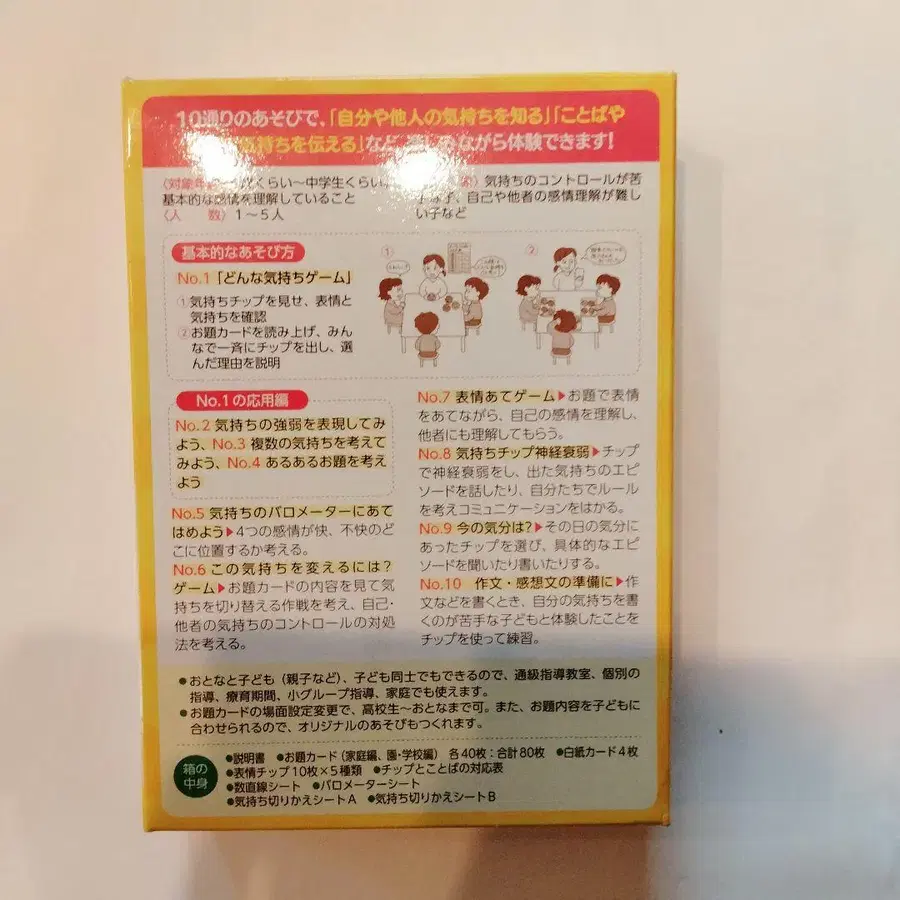 10通りのあそびで、「自分や他人の気持ちを知る」「ことばや
気持ちを伝える」など、
ながら体験できます!
〈対象年
くらい〜中学生くらい
基本的な感情を理解していること
〈人 数〉1〜5人
気持ちのコントロールが苦
手な子、自己や他者の感情理解が難し
い子など
基本的なあそび方
No.1「どんな気持ちゲーム」
①気持ちチップを見せ、表情と
気持ちを確認
②お題カードを読み上げ、みん
なで一斉にチップを出し、選
んだ理由を説明
①
②
No.1の応用編
No.2 気持ちの強弱を表現してみ
よう、No.3 複数の気持ちを考えて
みよう、No.4 あるあるお題を考え
よう
No.5 気持ちのバロメーターにあて
はめよう▶4つの感情が快、不快のど
こに位置するか考える。
No.6 この気持ちを変えるには?
ゲーム▶お題カードの内容を見て気
持ちを切り替える作戦を考え、自己・
他者の気持ちのコントロールの対処
法を考える。
No.7 表情あてゲーム▶お題で表情
をあてながら、自己の感情を理解し、
他者にも理解してもらう。
No.8 気持ちチップ神経衰弱▶チップ
で神経衰弱をし、出た気持ちのエピ
ソードを話したり、自分たちでルール
を考えコミュニケーションをはかる。
No.9 今の気分は?▶その日の気分に
あったチップを選び、具体的なエピ
ソードを聞いたり書いたりする。
No.10 作文・感想文の準備に▶作
文などを書くとき、自分の気持ちを書
くのが苦手な子どもと体験したことを
チップを使って練習。
●おとなと子ども(親子など)、子ども同士でもできるので、通級指導教室、個別の
指導、療育期間、小グループ指導、家庭でも使えます。
●お題カードの場面設定変更で、高校生〜おとなまで可。また、お題内容を子どもに
合わせられるので、オリジナルのあそびもつくれます。
箱の
中身
●説明書 ●お題カード(家庭編、園・学校編) 各40枚:合計80枚 ●白紙カード4枚
●表情チップ10枚×5種類 ●チップとことばの対応表
●数直線シート ●バロメーターシート
●気持ち切りかえシートA ●気持ち切りかえシートB